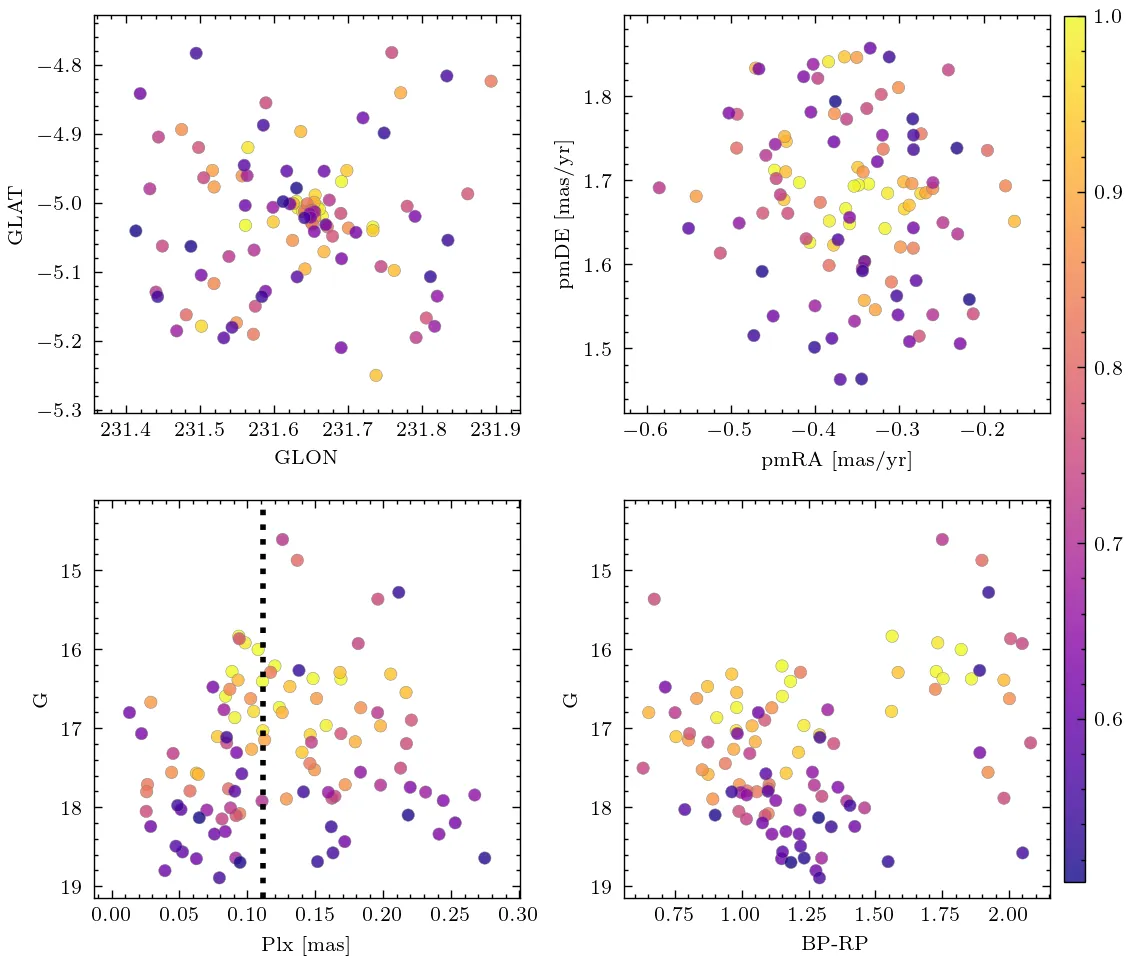 −4.8
−4.9
−5.0
−5.1
−5.2
−5.3
GLAT
231.4 231.5 231.6 231.7 231.8 231.9
GLON
1.8
1.7
1.6
1.5
pmDE [mas/yr]
−0.6 −0.5 −0.4 −0.3 −0.2
pmRA [mas/yr]
1.0
0.9
0.8
0.7
0.6
15
16
17
18
19
G
0.00 0.05 0.10 0.15 0.20 0.25 0.30
Plx [mas]
15
16
17
18
19
G
0.75 1.00 1.25 1.50 1.75 2.00
BP-RP